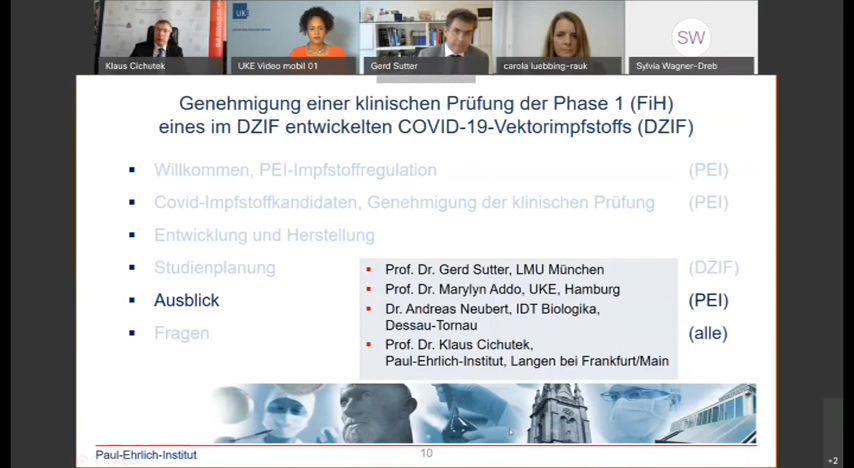 UKE
Klaus Cichutek
UKE Video mobil 01
Gerd Sutter
carola luebbing-rauk
SW
Sylvia Wagner-Dreb
Genehmigung einer klinischen Prüfung der Phase 1 (FiH)
eines im DZIF entwickelten COVID-19-Vektorimpfstoffs (DZIF)
Willkommen, PEI-Impfstoffregulation (PEI)
Covid-Impfstoffkandidaten, Genehmigung der klinischen Prüfung (PEI)
Entwicklung und Herstellung
Studienplanung (DZIF)
Ausblick (PEI)
Fragen (alle)
Prof. Dr. Gerd Sutter, LMU München
Prof. Dr. Marylyn Addo, UKE, Hamburg
Dr. Andreas Neubert, IDT Biologika,
Dessau-Tornau
Prof. Dr. Klaus Cichutek,
Paul-Ehrlich-Institut, Langen bei Frankfurt/Main
Paul-Ehrlich-Institut
10
+2